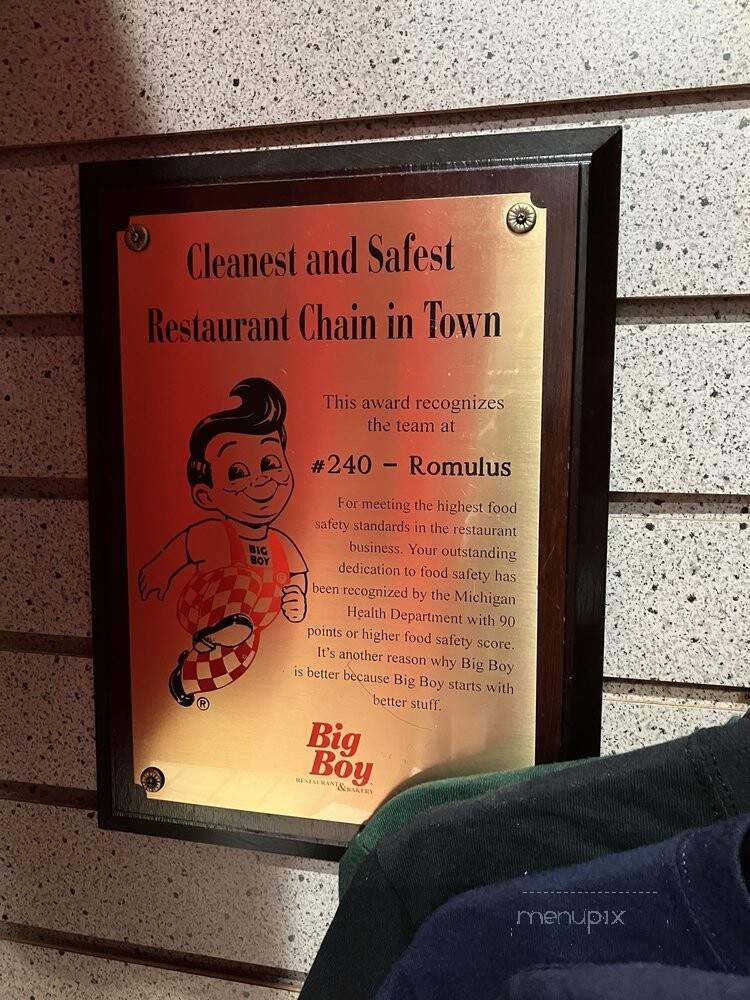 Cleanest and Safest
Restaurant Chain in Town
This award recognizes
the team at
#240 – Romulus
For meeting the highest food
safety standards in the restaurant
business. Your outstanding
dedication to food safety has
been recognized by the Michigan
Health Department with 90
points or higher food safety score.
It's another reason why Big Boy
is better because Big Boy starts with
better stuff.
BIG
BOY
®
Big
Boy
RESTAURANT & BAKERY
menupix